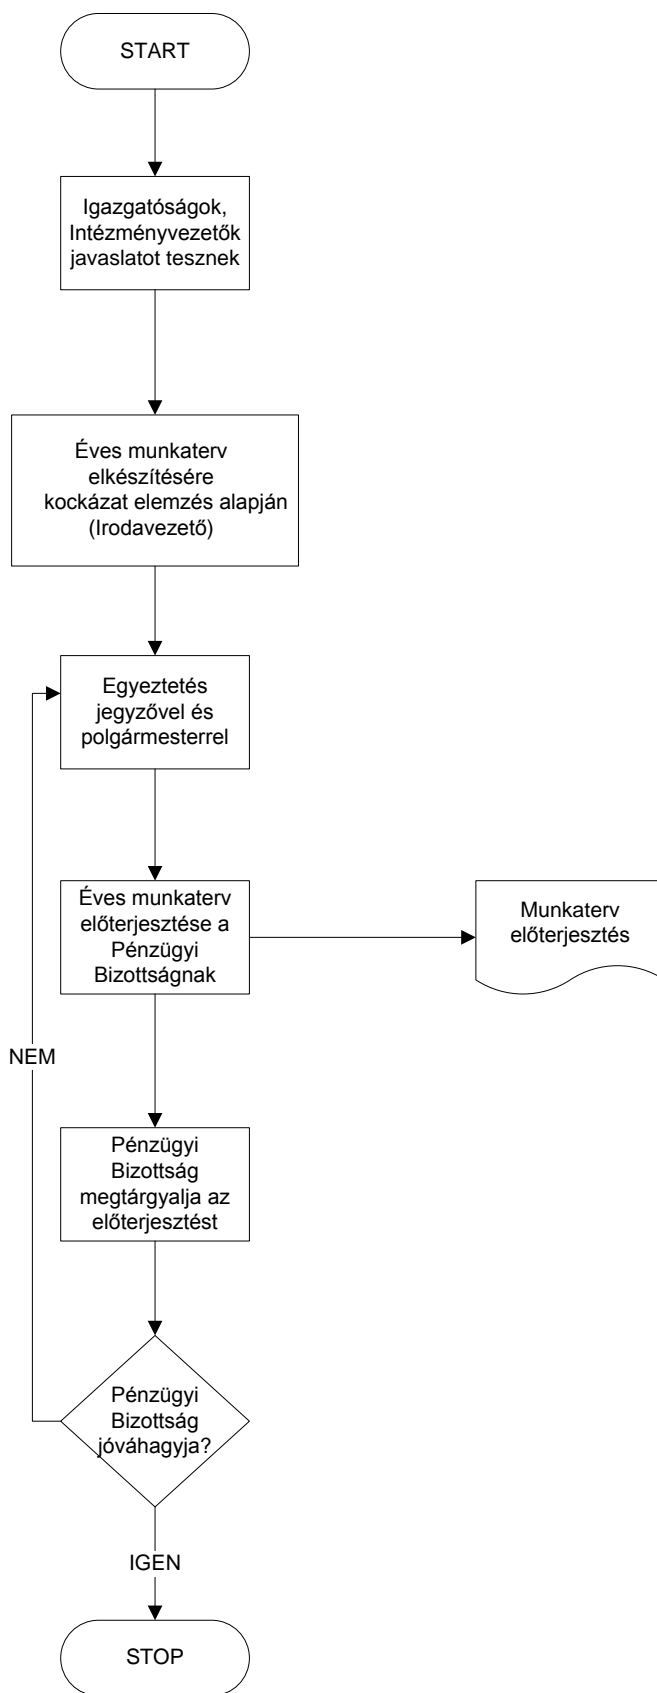 START
Igazgatóságok,
Intézményvezetők
javaslatot tesznek
Éves munkaterv
elkészítésére
kockázat elemzés alapján
(Irodavezető)
Egyeztetés
jegyzővel és
polgármesterrel
Éves munkaterv
előterjesztése a
Pénzügyi
Bizottságnak
Munkaterv
előterjesztés
NEM
Pénzügyi
Bizottság
megtárgyalja az
előterjesztést
Pénzügyi
Bizottság
jóváhagyja?
IGEN
STOP